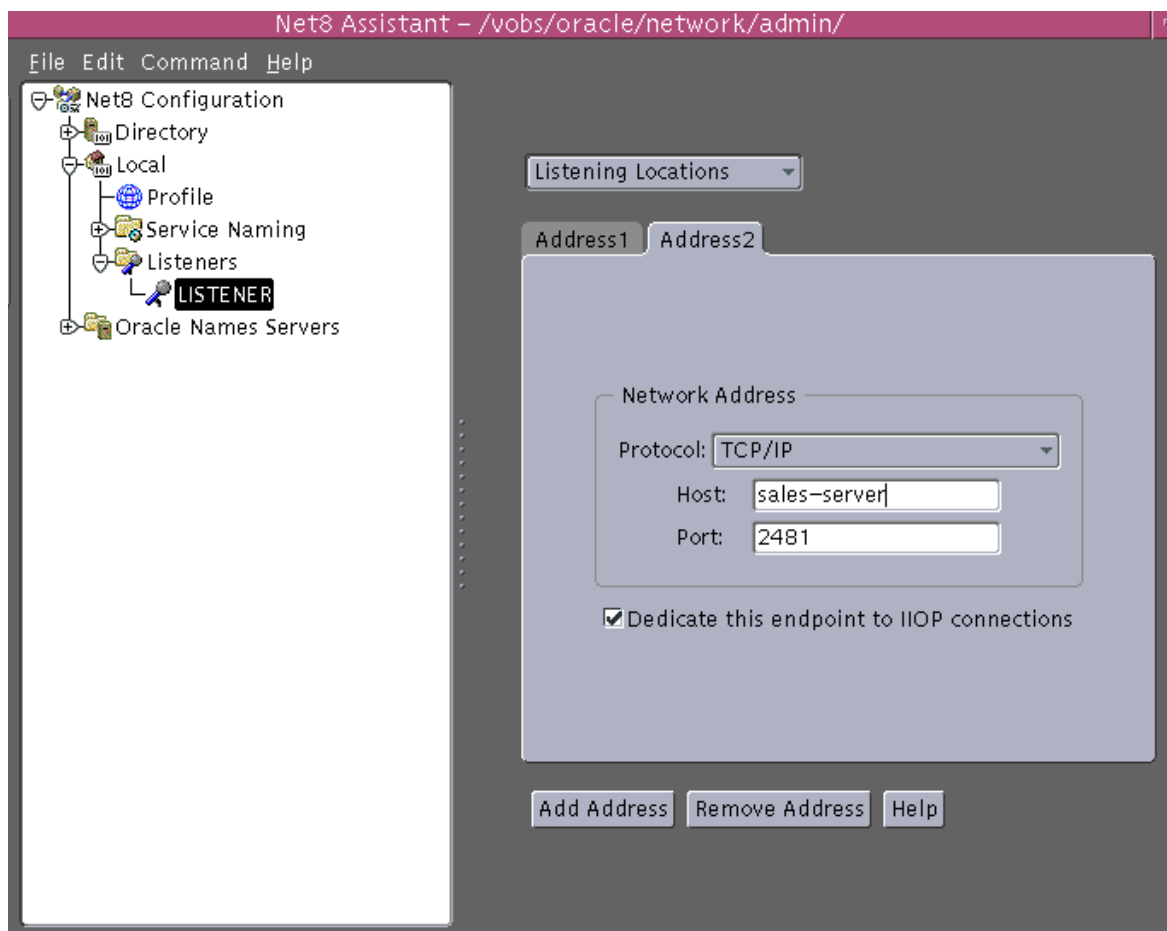 Net8 Assistant – /vobs/oracle/network/admin/
File Edit Command Help
Net8 Configuration
Directory
Local
Profile
Service Naming
Listeners
LISTENER
Oracle Names Servers
Listening Locations
Address1 Address2
Network Address
Protocol: TCP/IP
Host: sales–server
Port: 2481
Dedicate this endpoint to IIOP connections
Add Address Remove Address Help